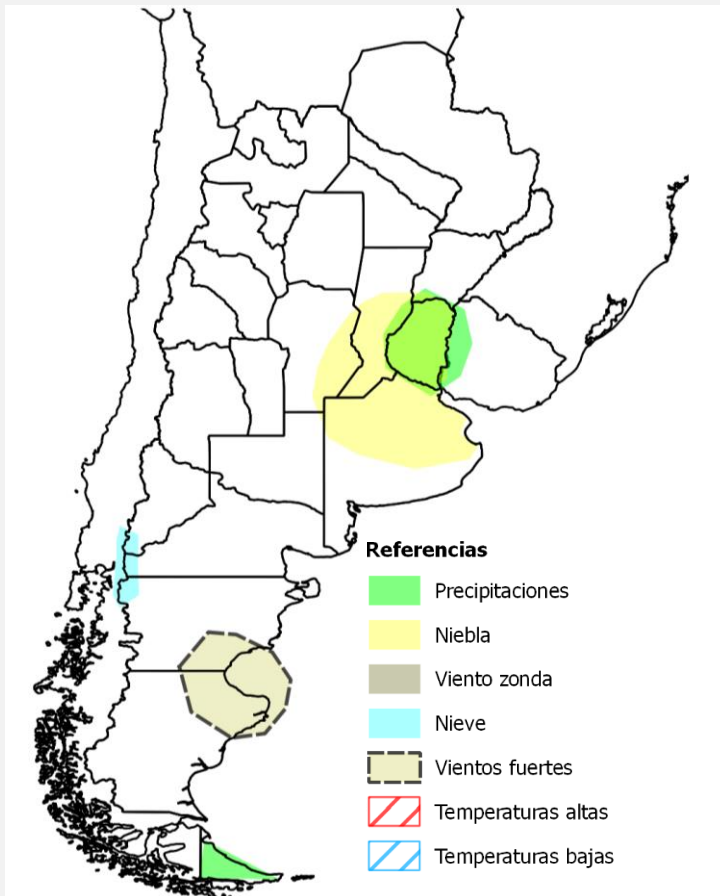 Referencias
Precipitaciones
Niebla
Viento zonda
Nieve
Vientos fuertes
Temperaturas altas
Temperaturas bajas